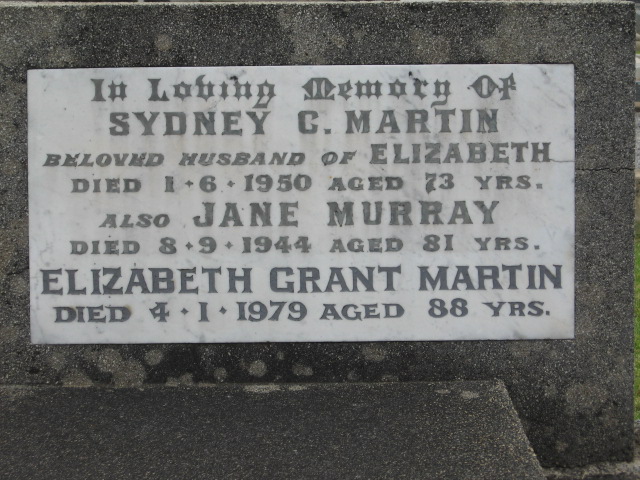 In Loving Memory Of
SYDNEY C. MARTIN
BELOVED HUSBAND OF ELIZABETH
DIED 1·6·1950 AGED 73 YRS.
ALSO JANE MURRAY
DIED 8·9·1944 AGED 81 YRS.
ELIZABETH GRANT MARTIN
DIED 4·1·1979 AGED 88 YRS.